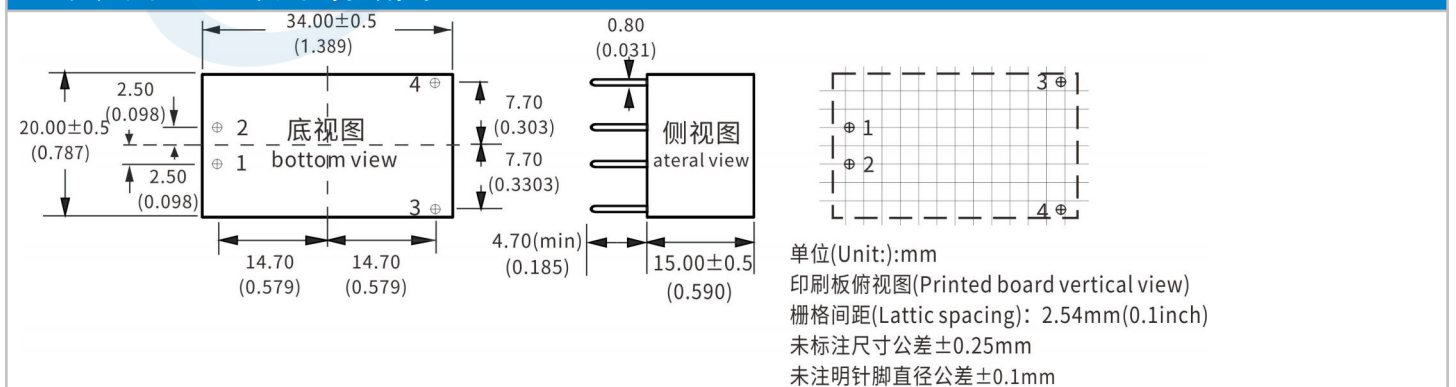 34.00±0.5
(1.389)
4
2.50
(0.098)
20.00±0.5
(0.787)
2
底视图
1
bottom view
2.50
(0.098)
3
7.70
(0.303)
7.70
(0.3303)
14.70
(0.579)
14.70
(0.579)
0.80
(0.031)
侧视图
ateral view
4.70(min)
(0.185)
15.00±0.5
(0.590)
3
1
2
4
单位(Unit:):mm
印刷板俯视图(Printed board vertical view)
栅格间距(Lattic spacing)：2.54mm(0.1inch)
未标注尺寸公差±0.25mm
未注明针脚直径公差±0.1mm